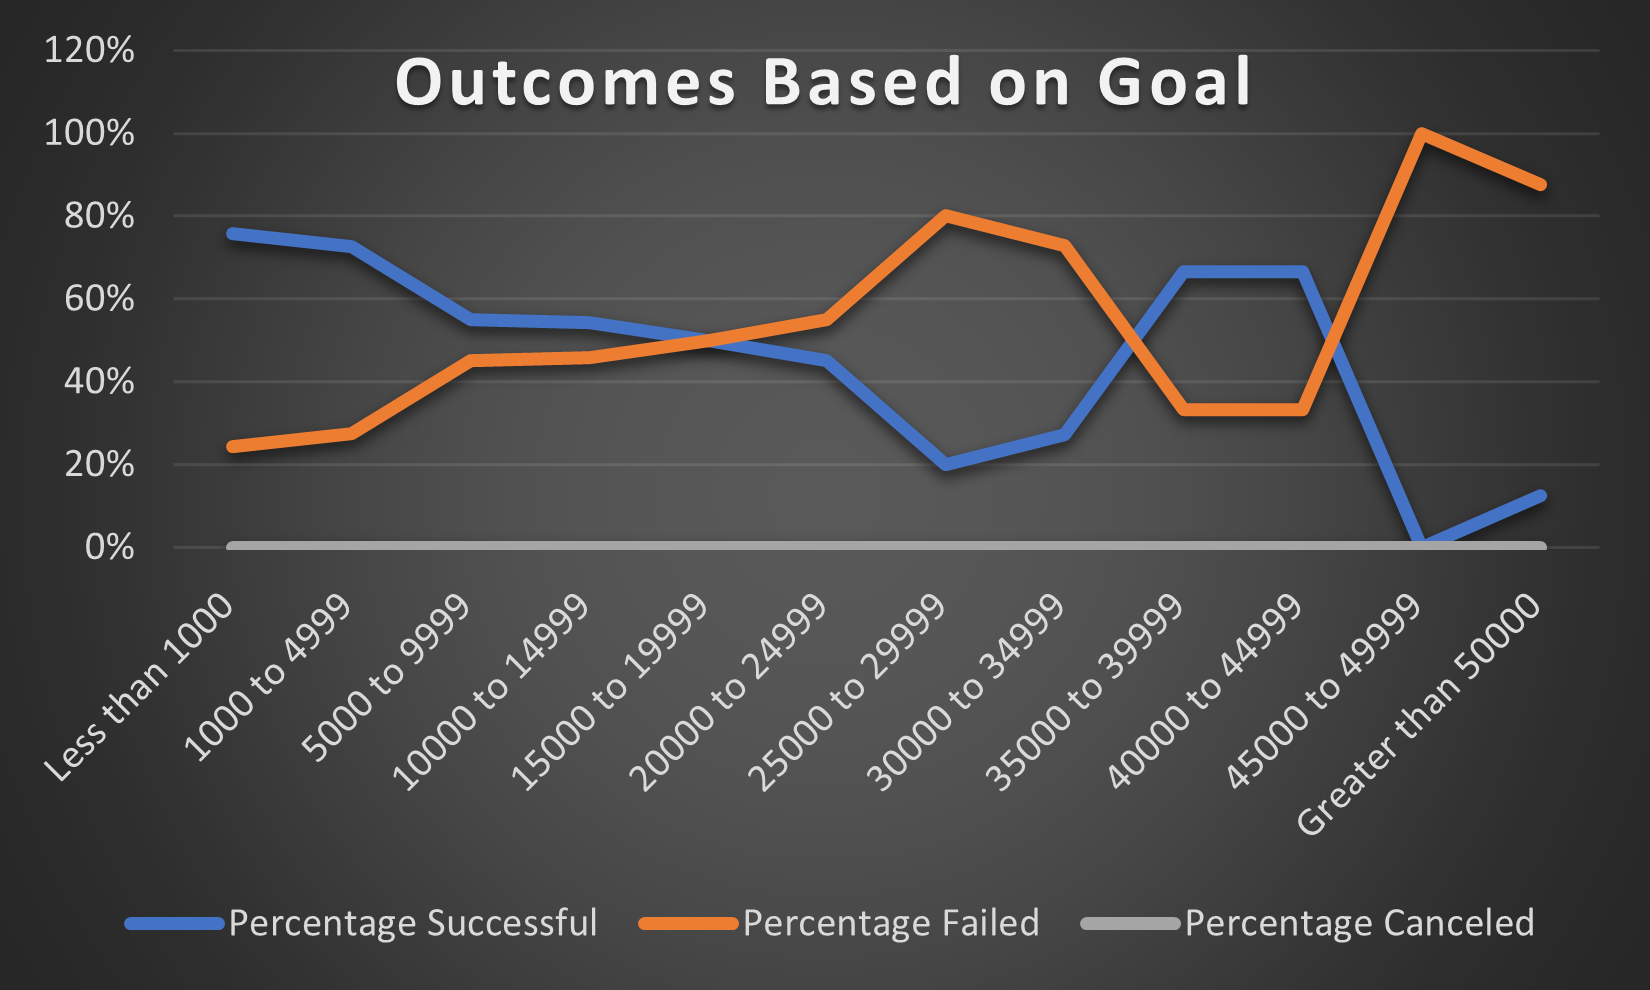 Outcomes Based on Goal
120%
100%
80%
60%
40%
20%
0%
Less than 1000
1000 to 4999
5000 to 9999
10000 to 14999
15000 to 19999
20000 to 24999
25000 to 29999
30000 to 34999
35000 to 39999
40000 to 44999
45000 to 49999
Greater than 50000
Percentage Successful
Percentage Failed
Percentage Canceled